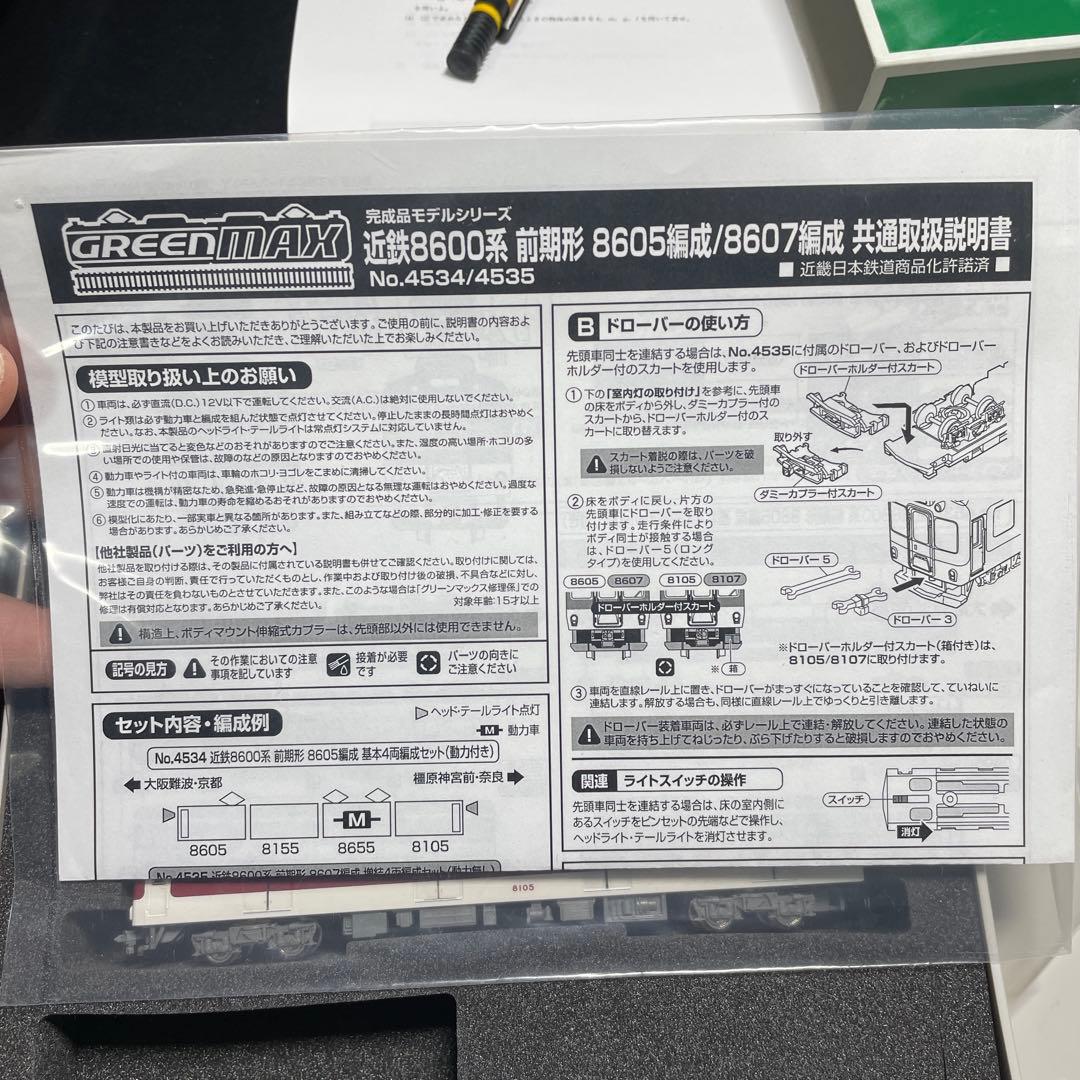 GREENMAX
完成品モデルシリーズ
近鉄8600系 前期形 8605編成/8607編成 共通取扱説明書
No.4534/4535
■ 近畿日本鉄道商品化許諾済 ■
このたびは、本製品をお買い上げいただきありがとうございます。ご使用の前に、説明書の内容およ
び下記の注意書きなどをよくお読みいただき、ご理解いただいた上でお楽しみください。
模型取り扱い上のお願い
① 車両は、必ず直流(D.C.)12V以下で運転してください。交流(A.C.)は絶対に使用しないでください。
② ライト類は必ず動力車と編成を組んだ状態で点灯させてください。停止したままの長時間点灯はおやめく
ださい。なお、本製品のヘッドライト・テールライトは常点灯システムに対応していません。
③ 直射日光に当てると変色などのおそれがありますのでご注意ください。また、湿度の高い場所・ホコリの多
い場所での使用や保管は、故障のなどの原因となりますのでおやめください。
④ 動力車やライト付の車両は、車輪のホコリ・ヨゴレをこまめに清掃してください。
⑤ 動力車は機構が精密なため、急発進・急停止など、故障の原因となる無理な運転はおやめください。過度な
速度での運転は、動力車の寿命を縮めるおそれがありますのでおやめください。
⑥ 模型化にあたり、一部実車と異なる箇所があります。また、組み立てなどの際、部分的に加工・修正を要する
場合があります。あらかじめご了承ください。
【他社製品(パーツ)をご利用の方へ】
他社製品を取り付ける際は、その製品に付属されている説明書も併せてご確認ください。取り付けに関しては、
お客様ご自身の判断、責任で行っていただくものとし、作業中および取り付け後の破損、不具合などに対し、
弊社はその責任を負わないものとさせていただきます。また、このような場合は「グリーンマックス修理係」での
修理は有償対応となります。あらかじめご了承ください。 対象年齢:15才以上
構造上、ボディマウント伸縮式カプラーは、先頭部以外には使用できません。
記号の見方
その作業においての注意
事項を記しています
接着が必要
です
パーツの向きに
ご注意ください
セット内容・編成例
ヘッド・テールライト点灯
M 動力車
No.4534 近鉄8600系 前期形 8605編成 基本4両編成セット(動力付き)
大阪難波・京都
橿原神宮前・奈良
M
8605 8155 8655 8105
No.4535 近鉄8600系 前期形 8607編成 増結4両編成セット(動力無し)
B ドローバーの使い方
先頭車同士を連結する場合は、No.4535に付属のドローバー、およびドローバー
ホルダー付のスカートを使用します。
ドローバーホルダー付スカート
① 下の「室内灯の取付け」を参考に、先頭車
の床をボディから外し、ダミーカプラー付の
スカートから、ドローバーホルダー付のス
カートに取り替えます。
取り外す
スカート着脱の際は、パーツを破
損しないようご注意ください。
ダミーカプラー付スカート
② 床をボディに戻し、片方の
先頭車にドローバーを取り
付けます。走行条件により
ボディ同士が接触する場合
は、ドローバー5(ロング
タイプ)を使用してください。
8605 8607 8105 8107
ドローバーホルダー付スカート
※箱
ドローバー 5
ドローバー 3
※ドローバーホルダー付スカート(箱付き)は、
8105/8107に取り付けます。
③ 車両を直線レール上に置き、ドローバーがまっすぐになっていることを確認して、ていねいに
連結します。解放する場合も、同様に直線レール上でゆっくりと引き離します。
ドローバー装着車両は、必ずレール上で連結・解放してください。連結した状態の
車両を持ち上げてねじったり、ぶら下げたりすると破損しますのでおやめください。
関連 ライトスイッチの操作
先頭車同士を連結する場合は、床の室内側に
あるスイッチをピンセットの先端などで操作し、
ヘッドライト・テールライトを消灯させます。
スイッチ
消灯
8105